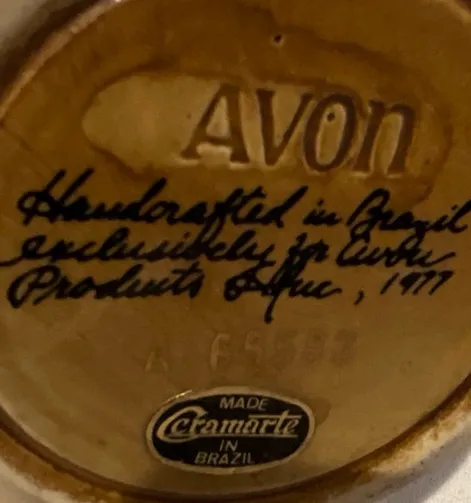 AVON
Handcrafted in Brazil
exclusively for Avon
Products Inc, 1977
MADE
Ceramarte
IN
BRAZIL